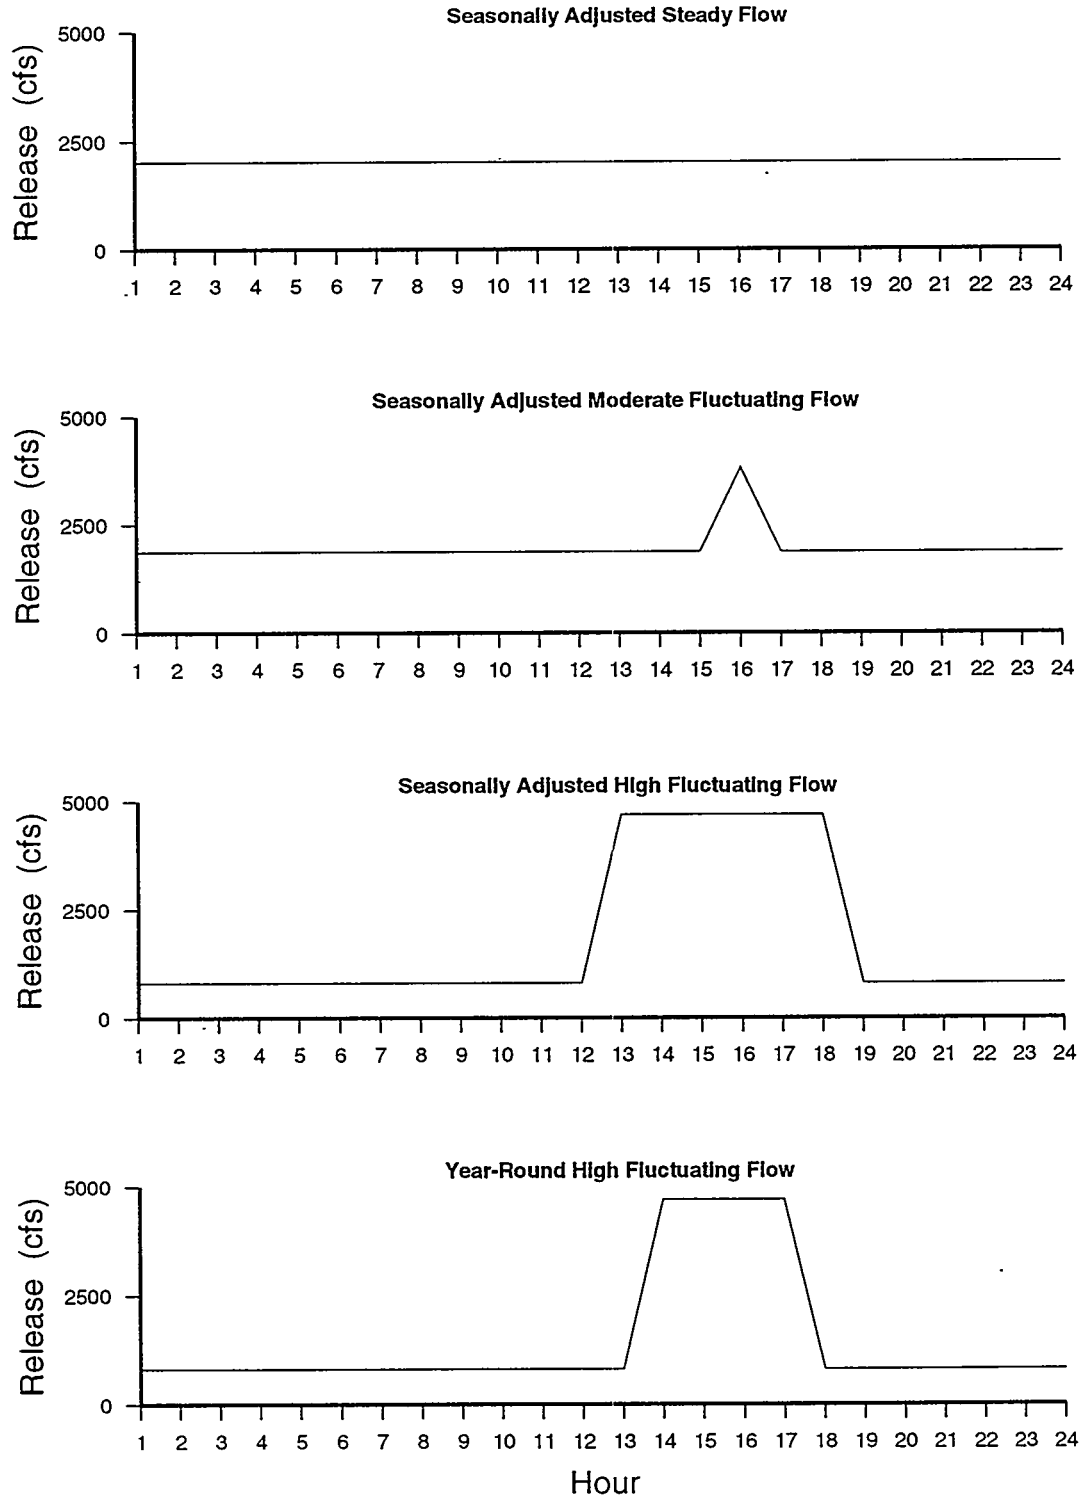 Seasonally Adjusted Steady Flow
Release (cfs)
5000
2500
0
1 2 3 4 5 6 7 8 9 10 11 12 13 14 15 16 17 18 19 20 21 22 23 24
Seasonally Adjusted Moderate Fluctuating Flow
Release (cfs)
5000
2500
0
1 2 3 4 5 6 7 8 9 10 11 12 13 14 15 16 17 18 19 20 21 22 23 24
Seasonally Adjusted High Fluctuating Flow
Release (cfs)
5000
2500
0
1 2 3 4 5 6 7 8 9 10 11 12 13 14 15 16 17 18 19 20 21 22 23 24
Year-Round High Fluctuating Flow
Release (cfs)
5000
2500
0
1 2 3 4 5 6 7 8 9 10 11 12 13 14 15 16 17 18 19 20 21 22 23 24
Hour